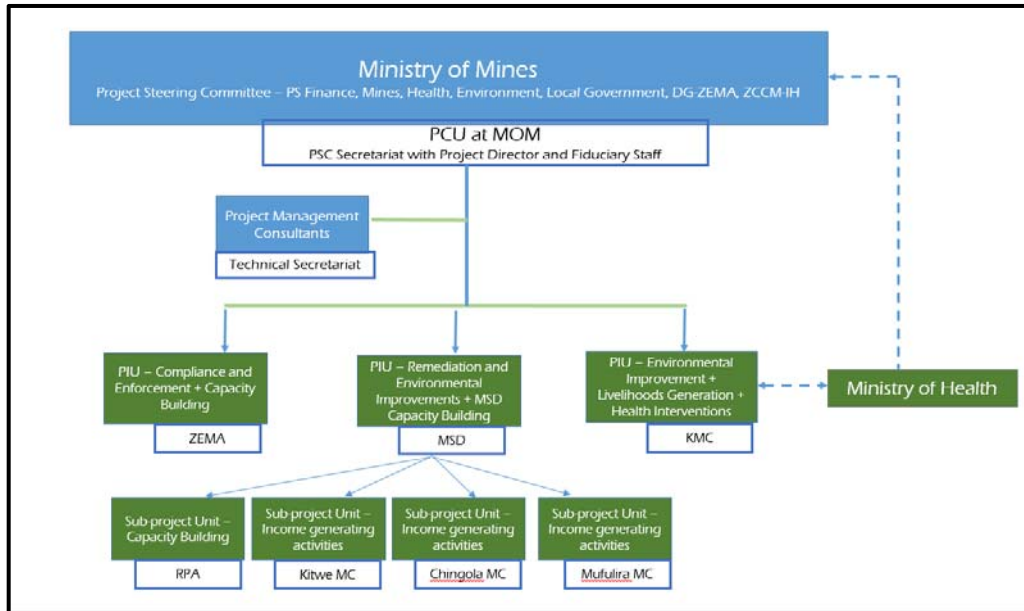 Ministry of Mines
Project Steering Committee – PS Finance, Mines, Health, Environment, Local Government, DG-ZEMA, ZCCM-IH
PCU at MOM
PSC Secretariat with Project Director and Fiduciary Staff
Project Management
Consultants
Technical Secretariat
PIU – Compliance and
Enforcement + Capacity
Building
ZEMA
PIU – Remediation and
Environmental
Improvements + MSD
Capacity Building
MSD
PIU – Environmental
Improvement +
Livelihoods Generation +
Health Interventions
KMC
Ministry of Health
Sub-project Unit –
Capacity Building
RPA
Sub-project Unit –
Income generating
activities
Kitwe MC
Sub-project Unit –
Income generating
activities
Chingola MC
Sub-project Unit –
Income generating
activities
Mufulira MC